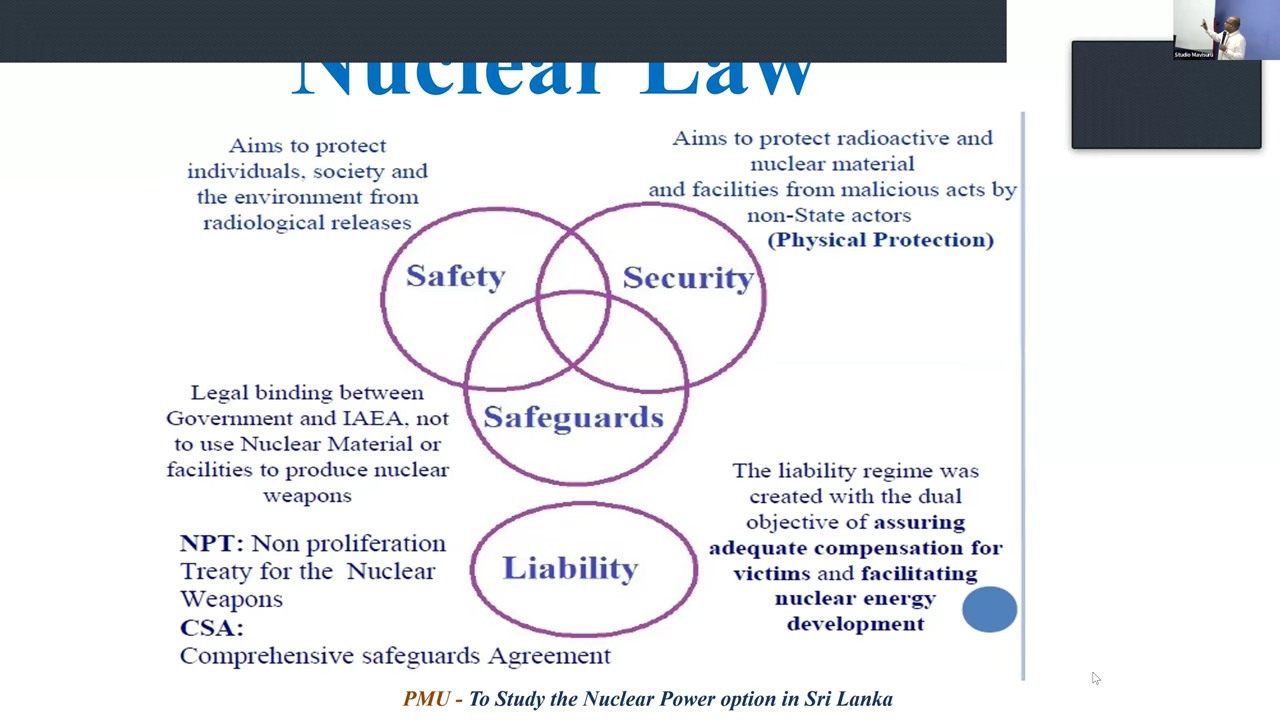 Nuclear Law
Aims to protect
individuals, society and
the environment from
radiological releases
Aims to protect radioactive and
nuclear material
and facilities from malicious acts by
non-State actors
(Physical Protection)
Safety
Security
Legal binding between
Government and IAEA, not
to use Nuclear Material or
facilities to produce nuclear
weapons
Safeguards
The liability regime was
created with the dual
objective of assuring
adequate compensation for
victims and facilitating
nuclear energy
development
NPT: Non proliferation
Treaty for the Nuclear
Weapons
CSA:
Comprehensive safeguards Agreement
Liability
PMU - To Study the Nuclear Power option in Sri Lanka